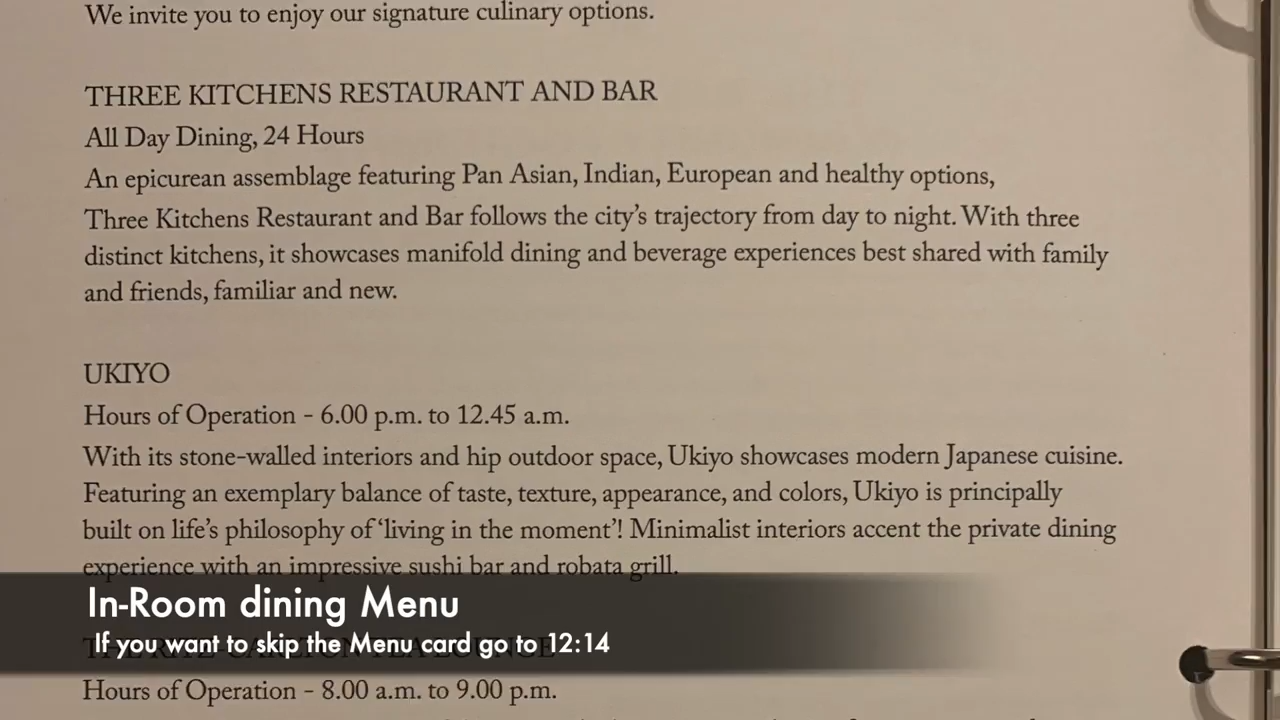 We invite you to enjoy our signature culinary options.
THREE KITCHENS RESTAURANT AND BAR
All Day Dining, 24 Hours
An epicurean assemblage featuring Pan Asian, Indian, European and healthy options,
Three Kitchens Restaurant and Bar follows the city's trajectory from day to night. With three
distinct kitchens, it showcases manifold dining and beverage experiences best shared with family
and friends, familiar and new.
UKIYO
Hours of Operation - 6.00 p.m. to 12.45 a.m.
With its stone-walled interiors and hip outdoor space, Ukiyo showcases modern Japanese cuisine.
Featuring an exemplary balance of taste, texture, appearance, and colors, Ukiyo is principally
built on life's philosophy of 'living in the moment'! Minimalist interiors accent the private dining
experience with an impressive sushi bar and robata grill.
In-Room dining Menu
If you want to skip the Menu card go to 12:14
Hours of Operation - 8.00 a.m. to 9.00 p.m.